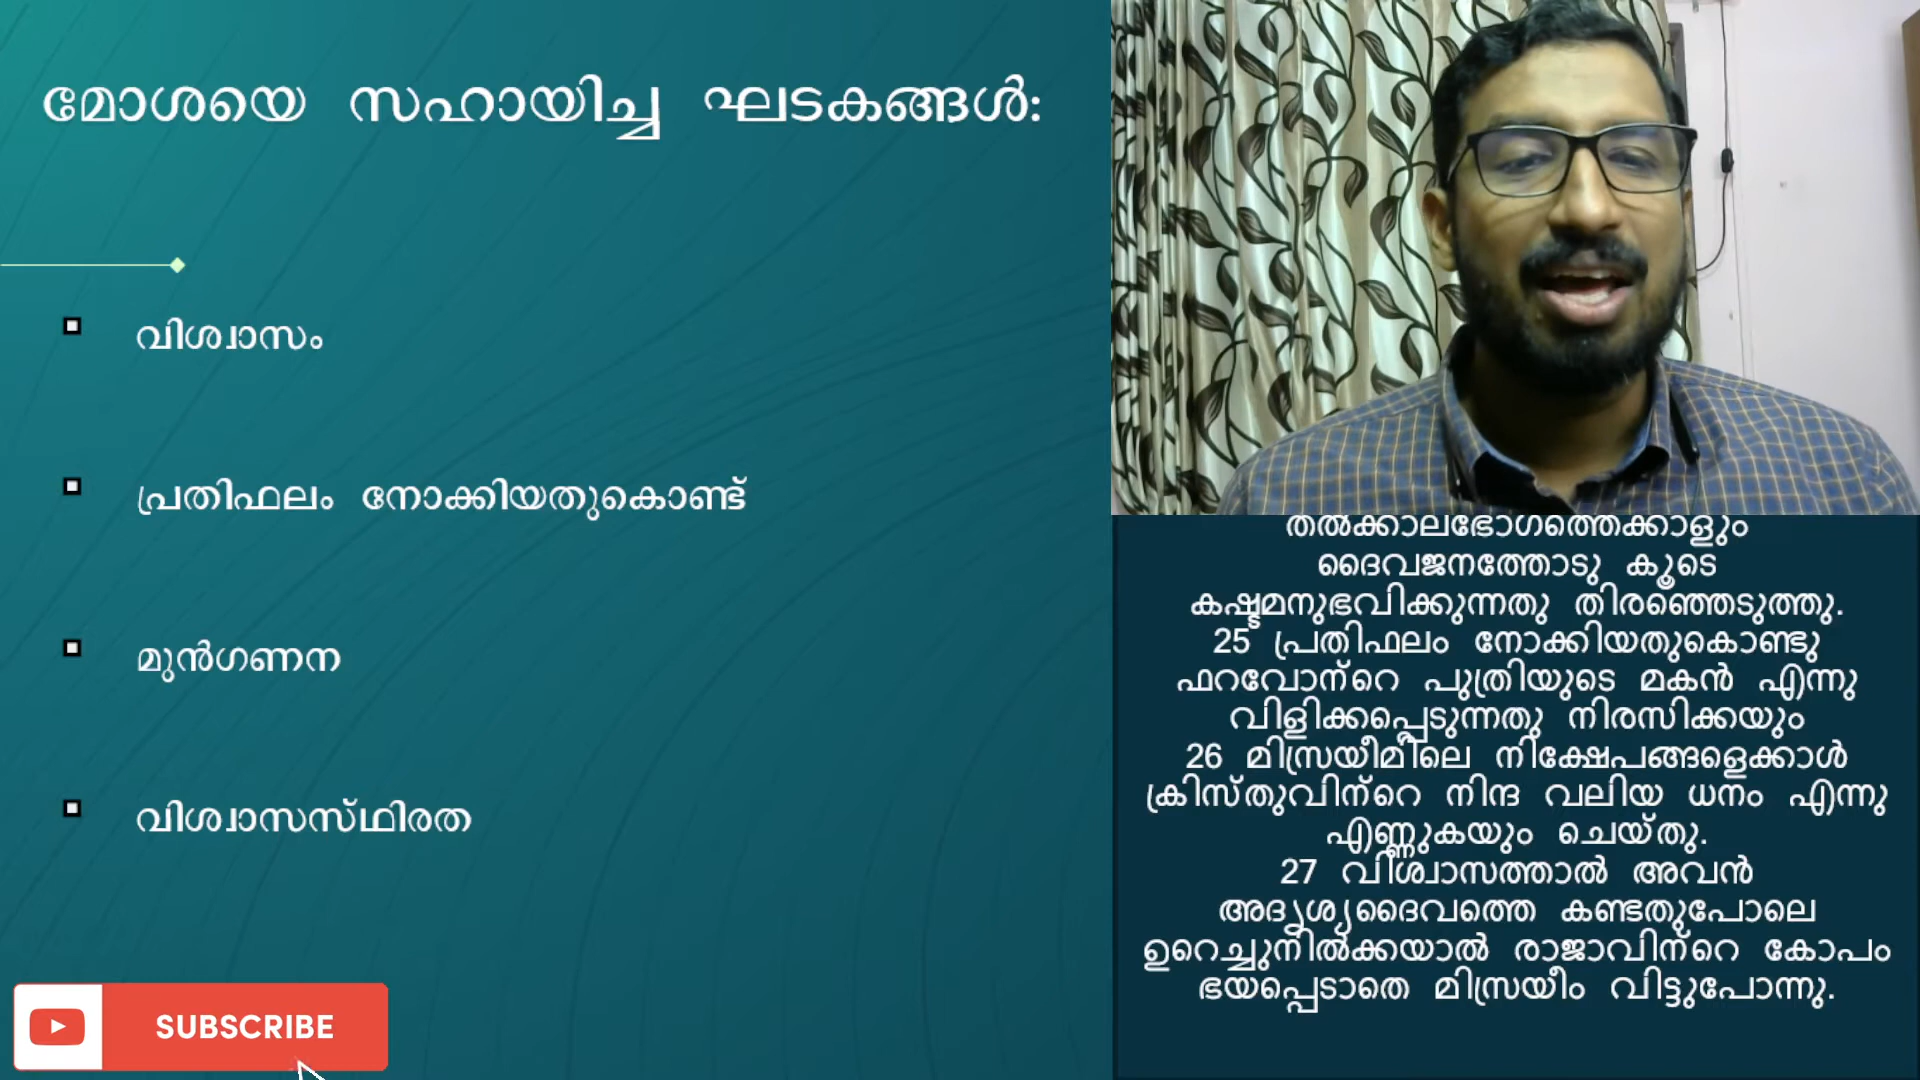 മോശയെ സഹായിച്ച ഘടകങ്ങൾ:
വിശ്വാസം
പ്രതിഫലം നോക്കിയതുകൊണ്ട്
മുൻഗണന
വിശ്വാസസ്ഥിരത
SUBSCRIBE
തൽക്കാലഭോഗത്തെക്കാളും
ദൈവജനത്തോടു കൂടെ
കഷ്ടമനുഭവിക്കുന്നതു തിരഞ്ഞെടുത്തു.
25 പ്രതിഫലം നോക്കിയതുകൊണ്ടു
ഫറവോന്റെ പുത്രിയുടെ മകൻ എന്നു
വിളിക്കപ്പെടുന്നതു നിരസിക്കയും
26 മിസ്രയീമിലെ നിക്ഷേപങ്ങളെക്കാൾ
ക്രിസ്തുവിന്റെ നിന്ദ വലിയ ധനം എന്നു
എണ്ണുകയും ചെയ്തു.
27 വിശ്വാസത്താൽ അവൻ
അദൃശ്യദൈവത്തെ കണ്ടതുപോലെ
ഉറെച്ചുനിൽക്കയാൽ രാജാവിന്റെ കോപം
ഭയപ്പെടാതെ മിസ്രയീം വിട്ടുപോന്നു.